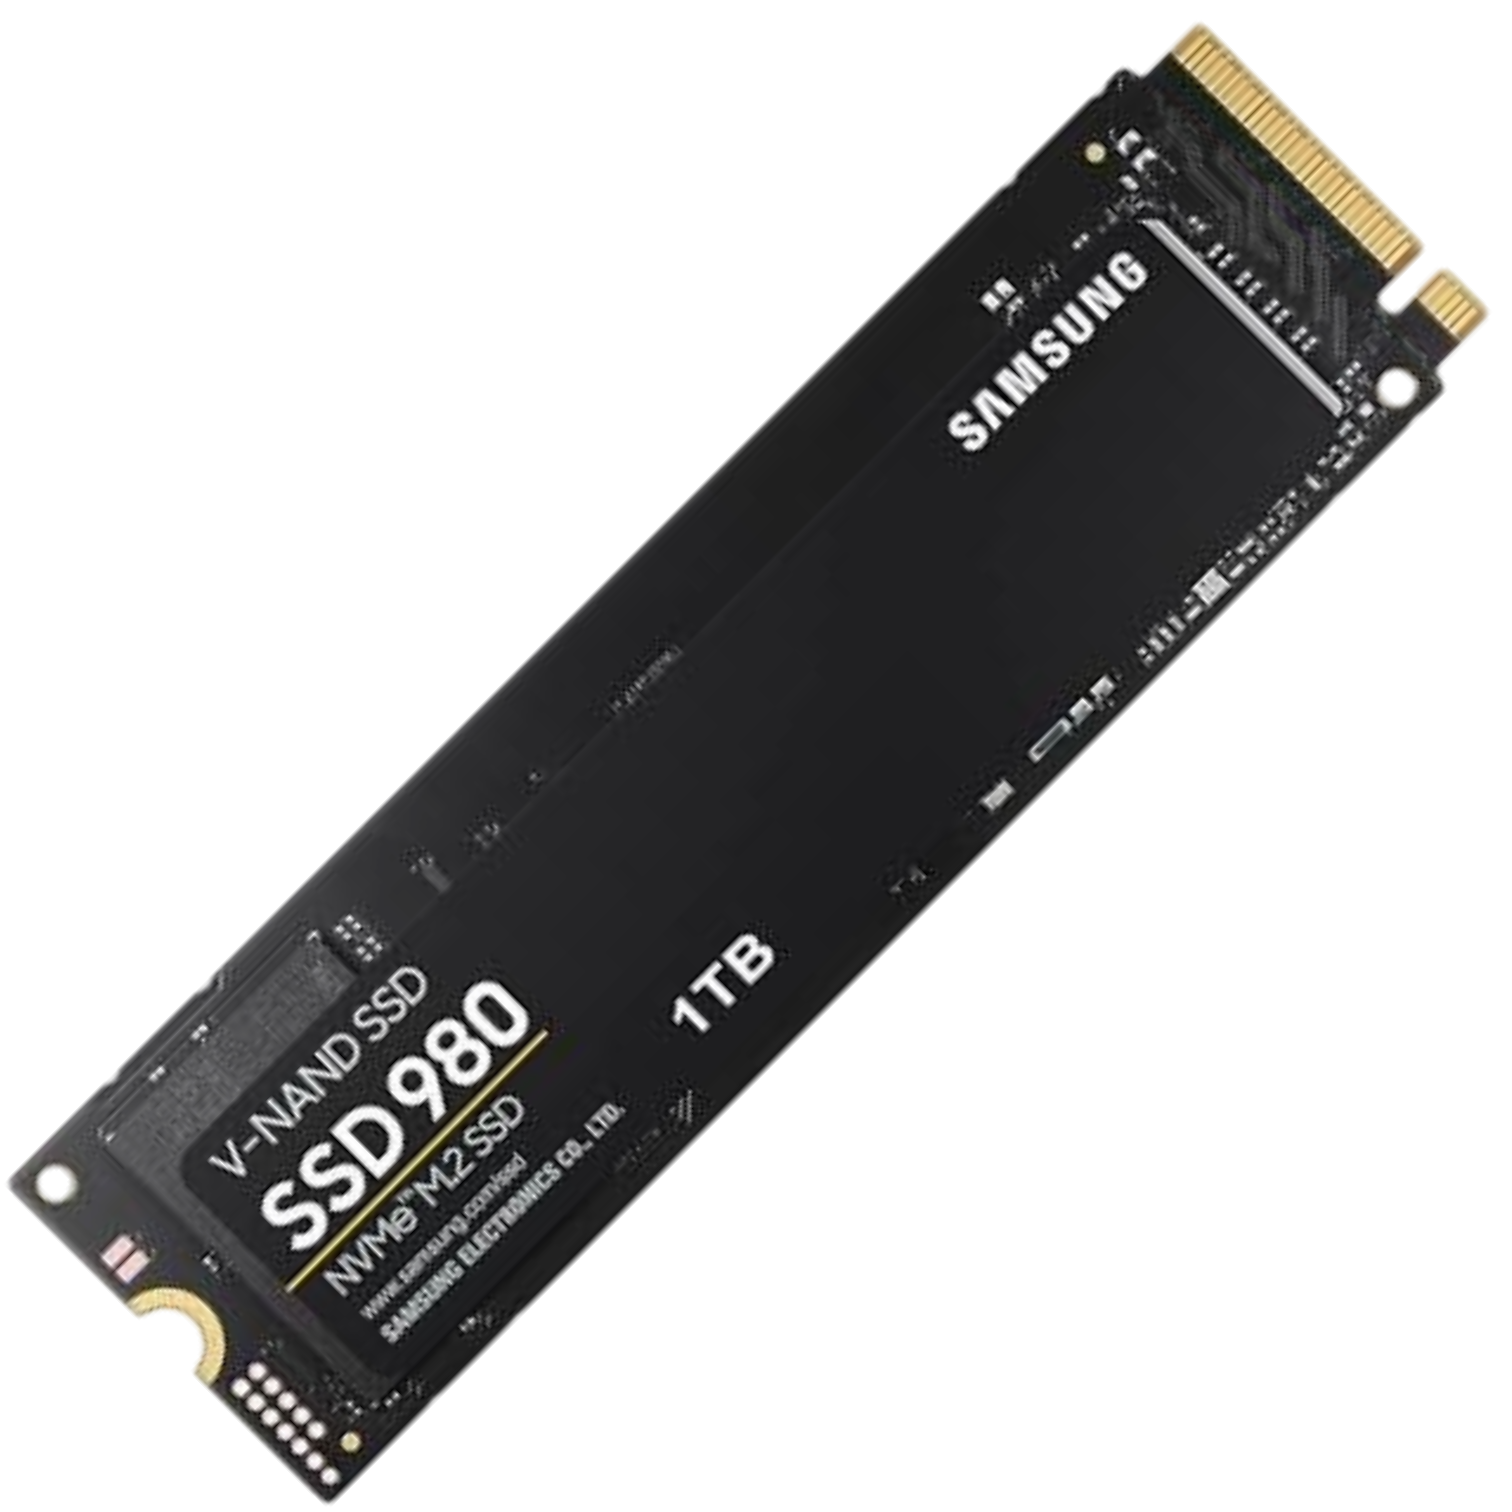 SAMSUNG
1TB
V-NAND SSD
SSD 980
NVMe™ M.2 SSD
www.samsung.com/ssd
SAMSUNG ELECTRONICS CO., LTD.